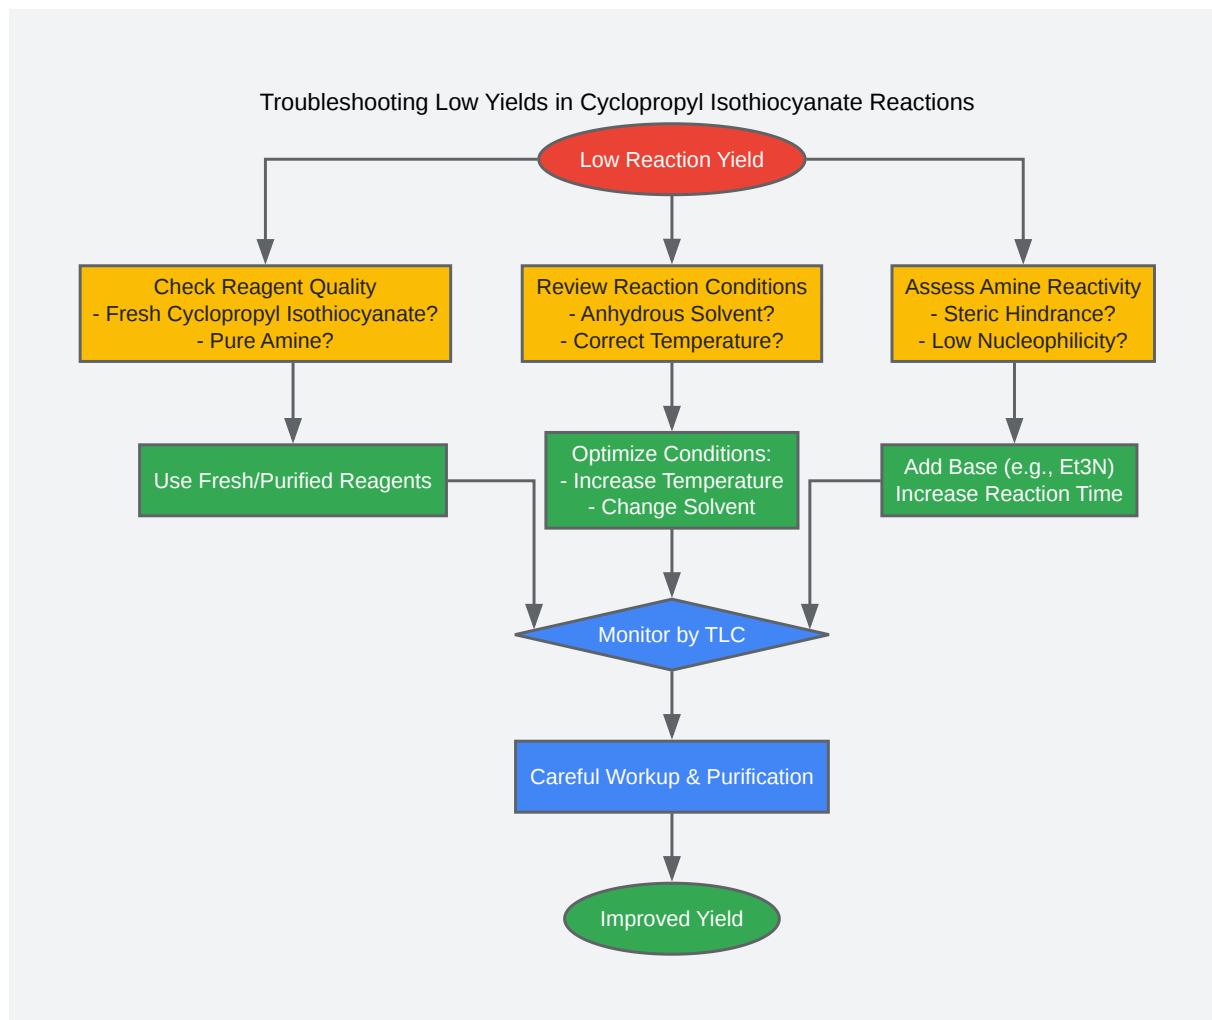 Troubleshooting Low Yields in Cyclopropyl Isothiocyanate Reactions
Low Reaction Yield
Check Reagent Quality
- Fresh Cyclopropyl Isothiocyanate?
- Pure Amine?
Review Reaction Conditions
- Anhydrous Solvent?
- Correct Temperature?
Assess Amine Reactivity
- Steric Hindrance?
- Low Nucleophilicity?
Use Fresh/Purified Reagents
Optimize Conditions:
- Increase Temperature
- Change Solvent
Add Base (e.g., Et3N)
Increase Reaction Time
Monitor by TLC
Careful Workup & Purification
Improved Yield